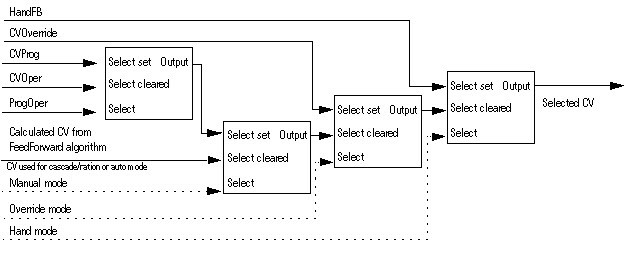 HandFB
CVOverride
CVProg
CVOper
ProgOper
Calculated CV from
FeedForward algorithm
CV used for cascade/ration or auto mode
Manual mode
Override mode
Hand mode
Select set Output
Select cleared
Select
Select set Output
Select cleared
Select
Select set Output
Select cleared
Select
Select set Output
Select cleared
Select
Selected CV